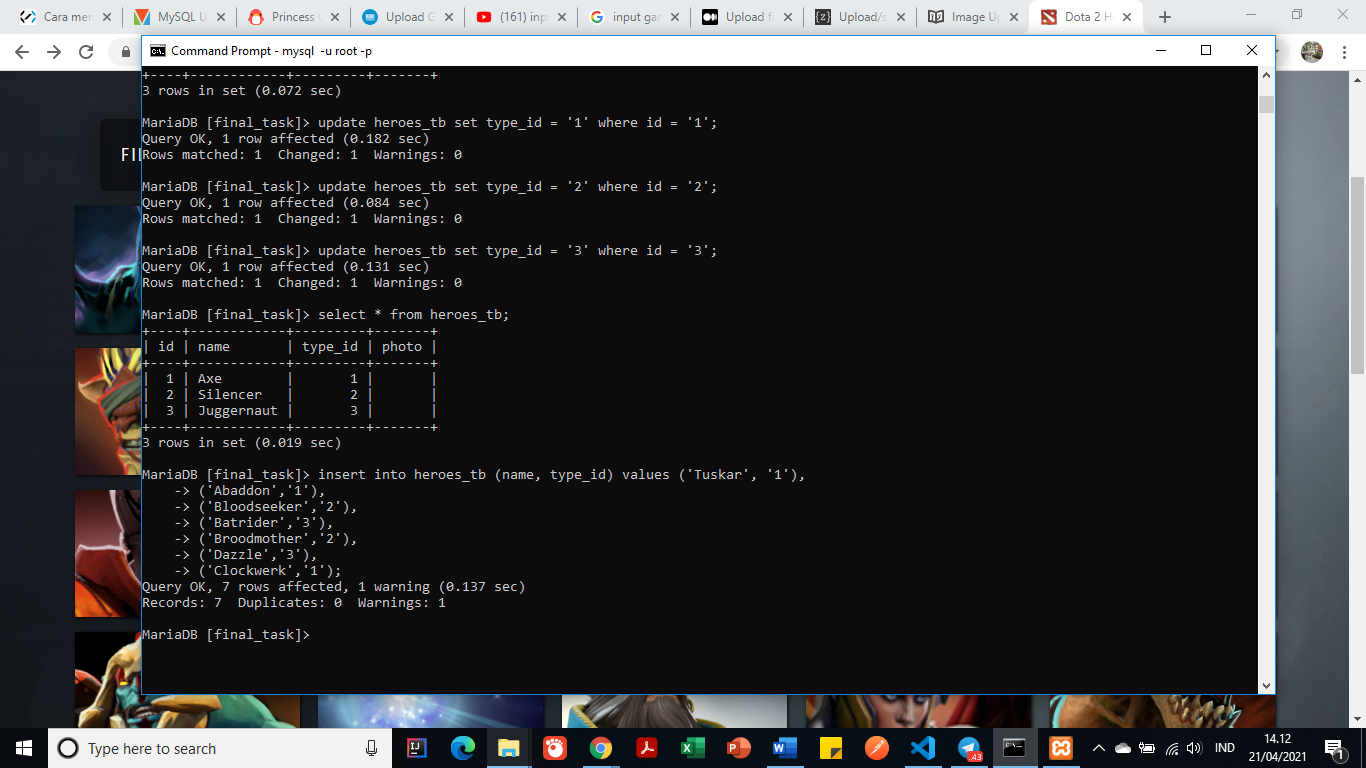 Cara mer
MySQL U
Princess C
Upload G
(161) inp
input gar
Upload fi
Upload/s
Image Up
Dota 2 H
Command Prompt - mysql  -u root -p
+----+------------+---------+-------+
3 rows in set (0.072 sec)
MariaDB [final_task]> update heroes_tb set type_id = '1' where id = '1';
Query OK, 1 row affected (0.182 sec)
Rows matched: 1  Changed: 1  Warnings: 0
FI
MariaDB [final_task]> update heroes_tb set type_id = '2' where id = '2';
Query OK, 1 row affected (0.084 sec)
Rows matched: 1  Changed: 1  Warnings: 0
MariaDB [final_task]> update heroes_tb set type_id = '3' where id = '3';
Query OK, 1 row affected (0.131 sec)
Rows matched: 1  Changed: 1  Warnings: 0
MariaDB [final_task]> select * from heroes_tb;
+----+------------+---------+-------+
| id | name       | type_id | photo |
+----+------------+---------+-------+
|  1 | Axe        |       1 |       |
|  2 | Silencer   |       2 |       |
|  3 | Juggernaut |       3 |       |
+----+------------+---------+-------+
3 rows in set (0.019 sec)
MariaDB [final_task]> insert into heroes_tb (name, type_id) values ('Tuskar', '1'),
    -> ('Abaddon','1'),
    -> ('Bloodseeker','2'),
    -> ('Batrider','3'),
    -> ('Broodmother','2'),
    -> ('Dazzle','3'),
    -> ('Clockwerk','1');
Query OK, 7 rows affected, 1 warning (0.137 sec)
Records: 7  Duplicates: 0  Warnings: 1
MariaDB [final_task]>
Type here to search
43
IND
14.12
21/04/2021
1